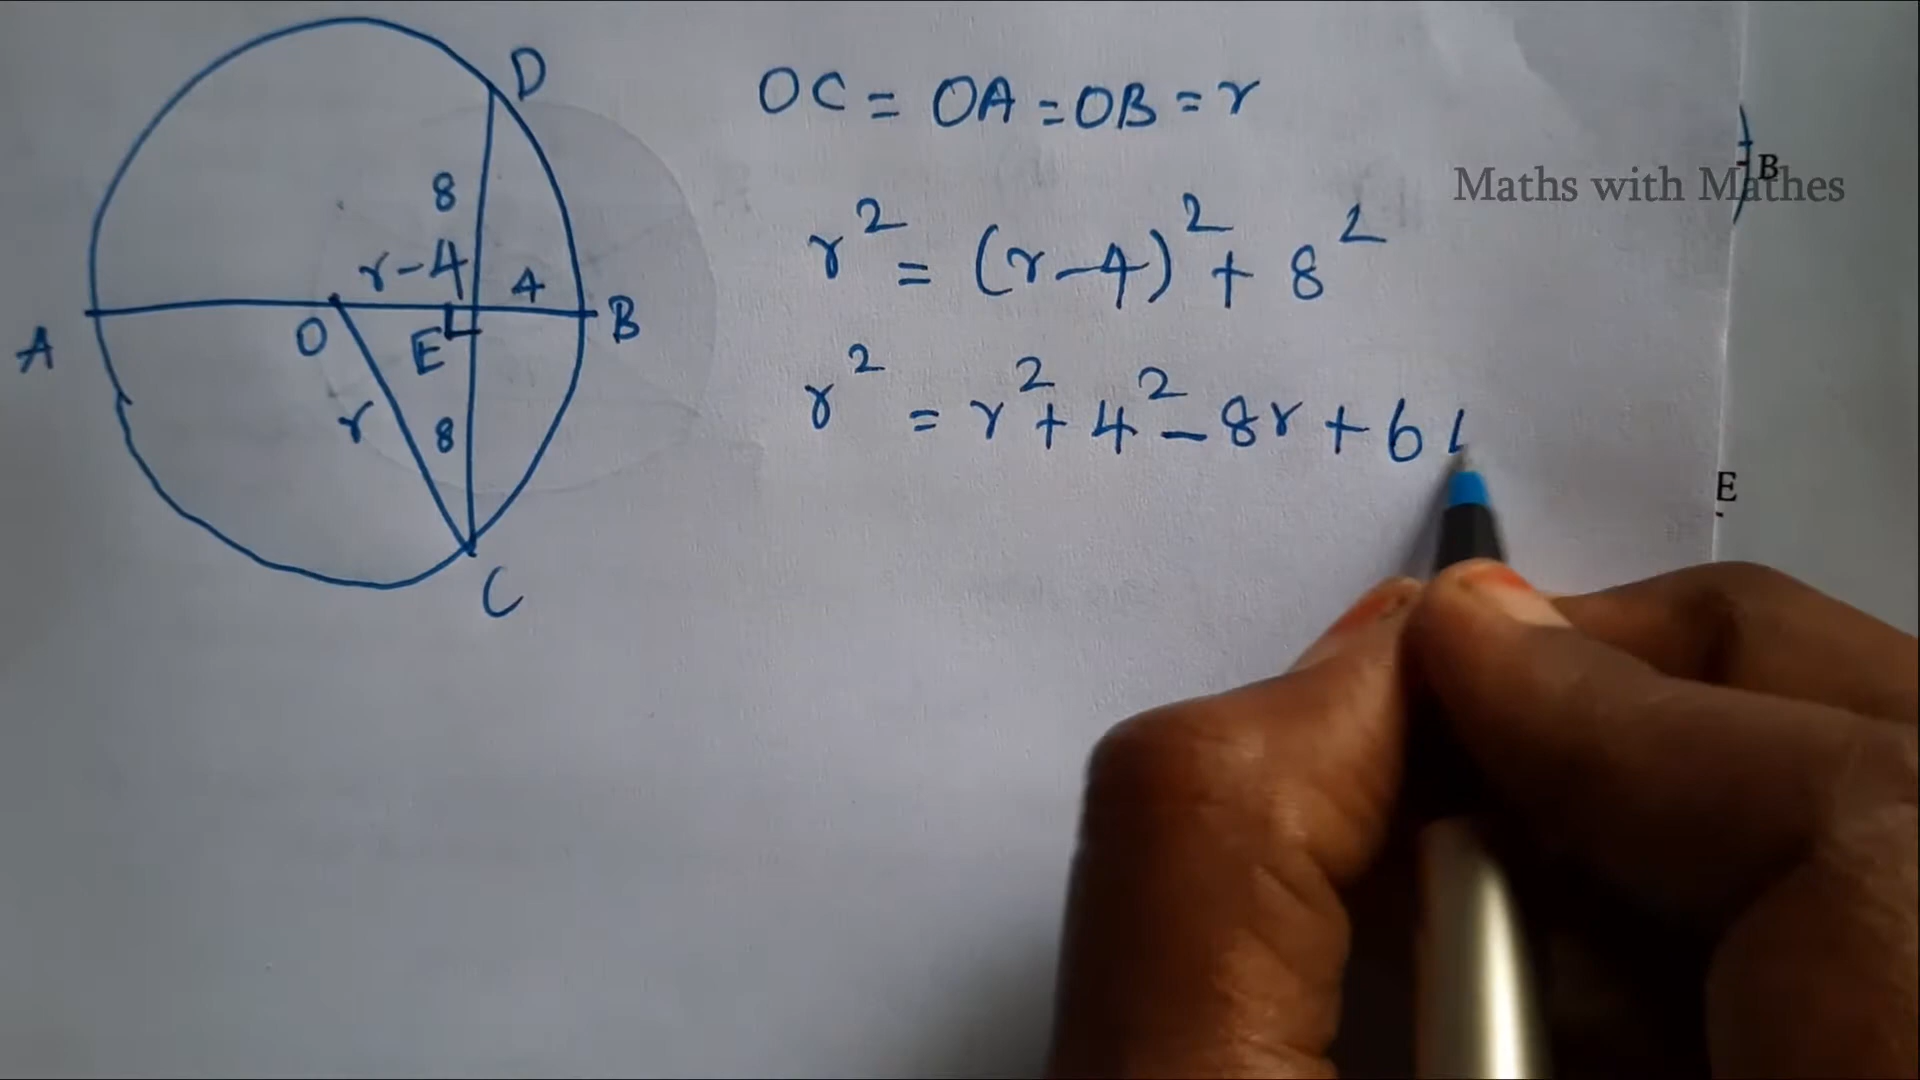 D
OC = OA = OB = r
Maths with Mathes
B
8
r² = (r-4)² + 8²
r-4
4
A
O
E
B
r
8
r² = r² + 4² - 8r + 6
E
C